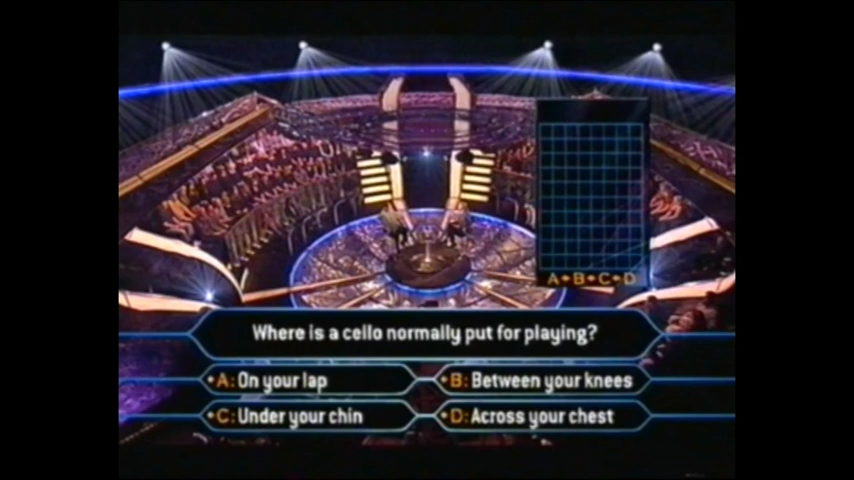 A◆B◆C◆D
Where is a cello normally put for playing?
◆A: On your lap
◆B: Between your knees
◆C: Under your chin
◆D: Across your chest